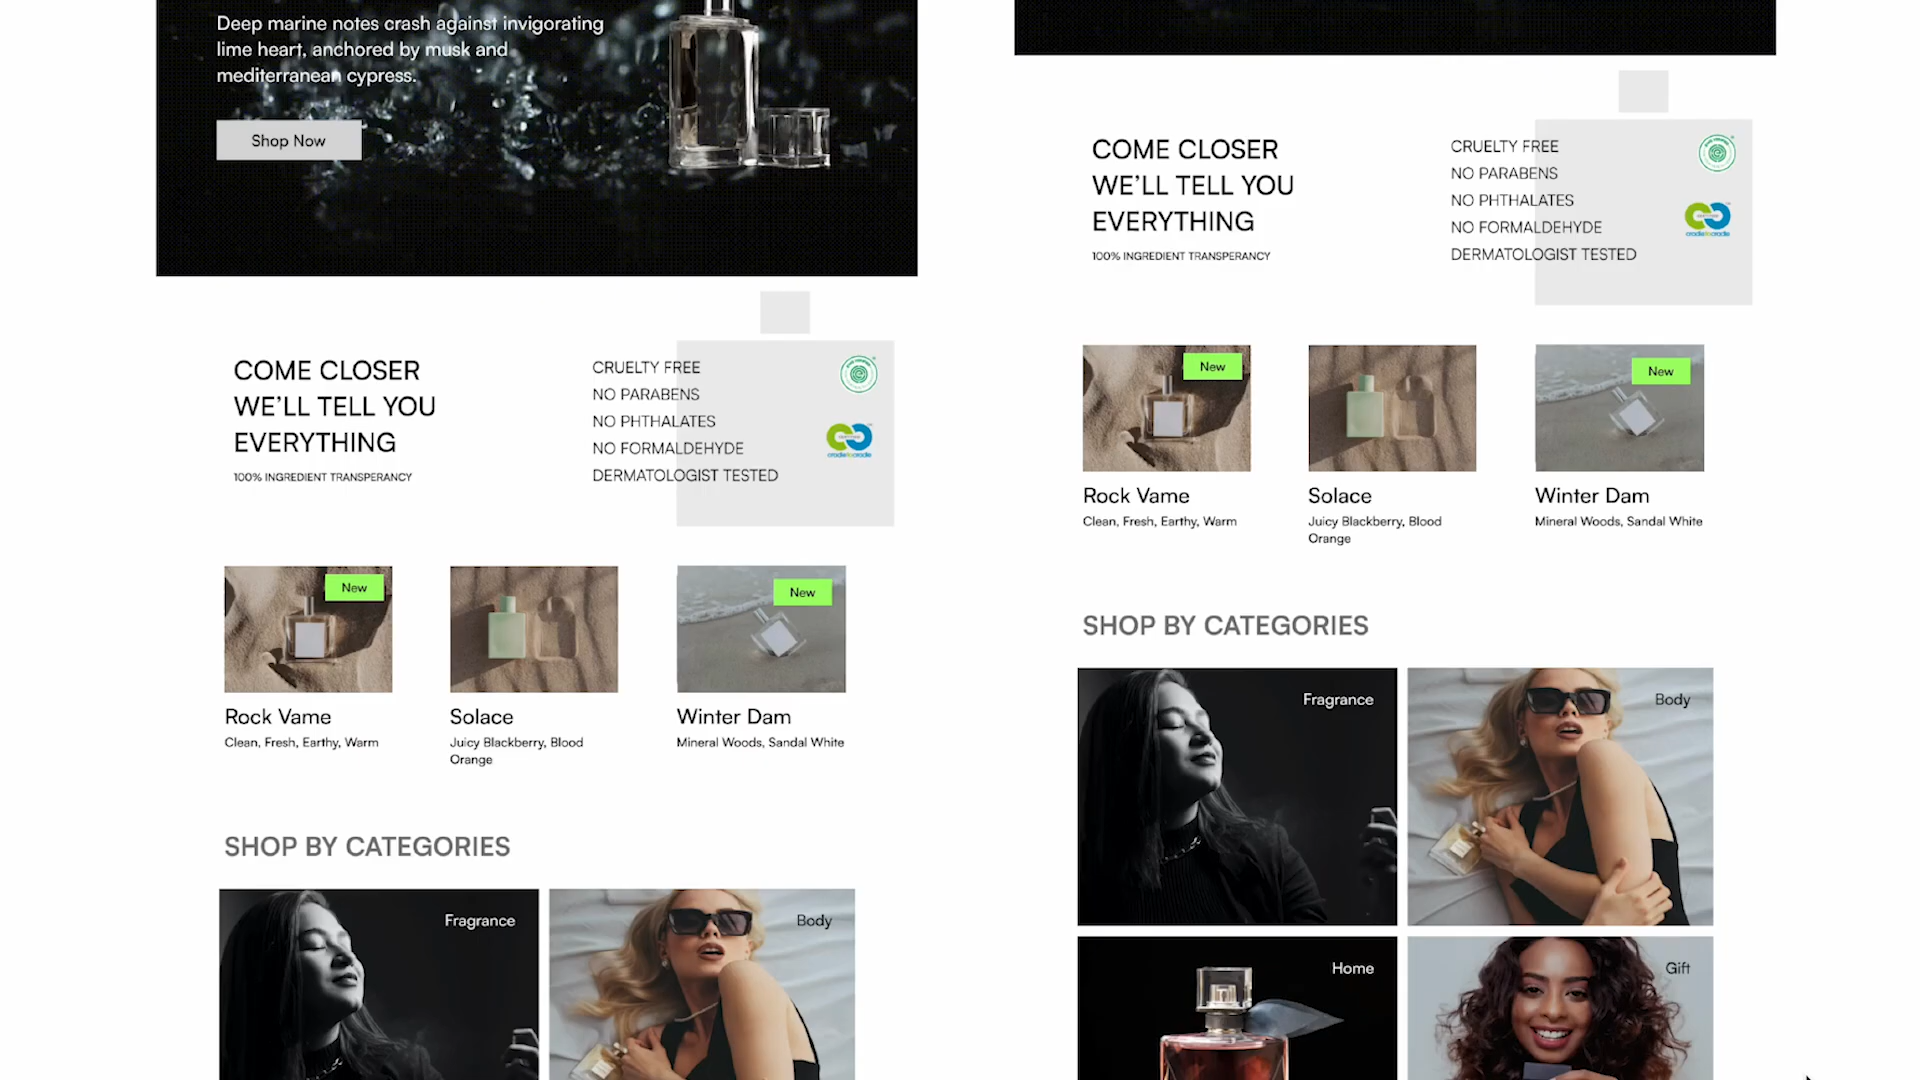 Deep marine notes crash against invigorating
lime heart, anchored by musk and
mediterranean cypress.
Shop Now
COME CLOSER
WE'LL TELL YOU
EVERYTHING
100% INGREDIENT TRANSPERANCY
CRUELTY FREE
NO PARABENS
NO PHTHALATES
NO FORMALDEHYDE
DERMATOLOGIST TESTED
cradletocradle
New
New
Rock Vame
Clean, Fresh, Earthy, Warm
Solace
Juicy Blackberry, Blood
Orange
Winter Dam
Mineral Woods, Sandal White
SHOP BY CATEGORIES
Fragrance
Body
COME CLOSER
WE'LL TELL YOU
EVERYTHING
100% INGREDIENT TRANSPERANCY
CRUELTY FREE
NO PARABENS
NO PHTHALATES
NO FORMALDEHYDE
DERMATOLOGIST TESTED
cradletocradle
New
New
Rock Vame
Clean, Fresh, Earthy, Warm
Solace
Juicy Blackberry, Blood
Orange
Winter Dam
Mineral Woods, Sandal White
SHOP BY CATEGORIES
Fragrance
Body
Home
Gift